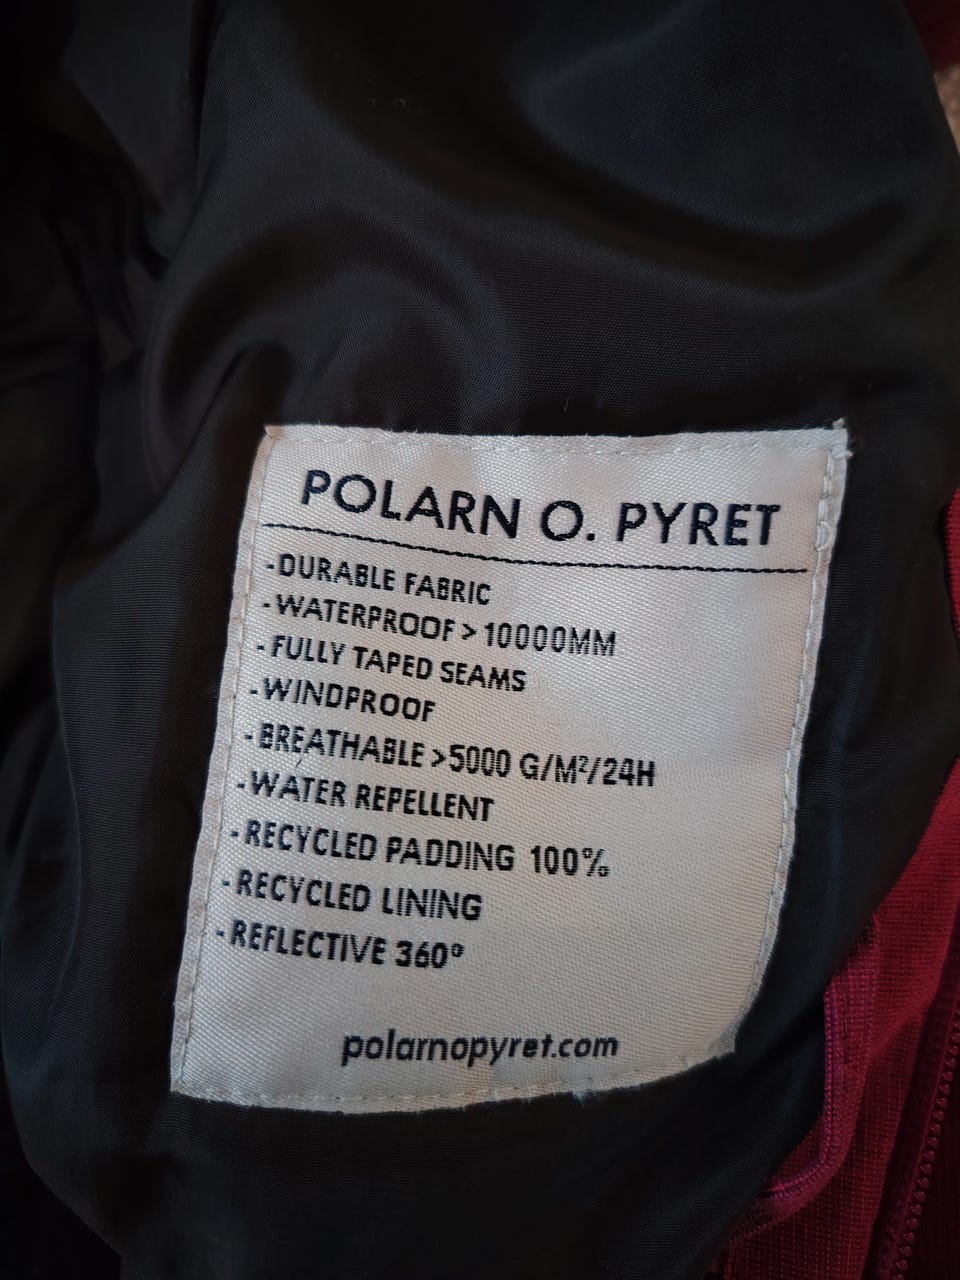 POLARN O. PYRET
-DURABLE FABRIC
-WATERPROOF > 10000MM
-FULLY TAPED SEAMS
-WINDPROOF
-BREATHABLE >5000 G/M²/24H
-WATER REPELLENT
-RECYCLED PADDING 100%
-RECYCLED LINING
-REFLECTIVE 360°
polarnopyret.com